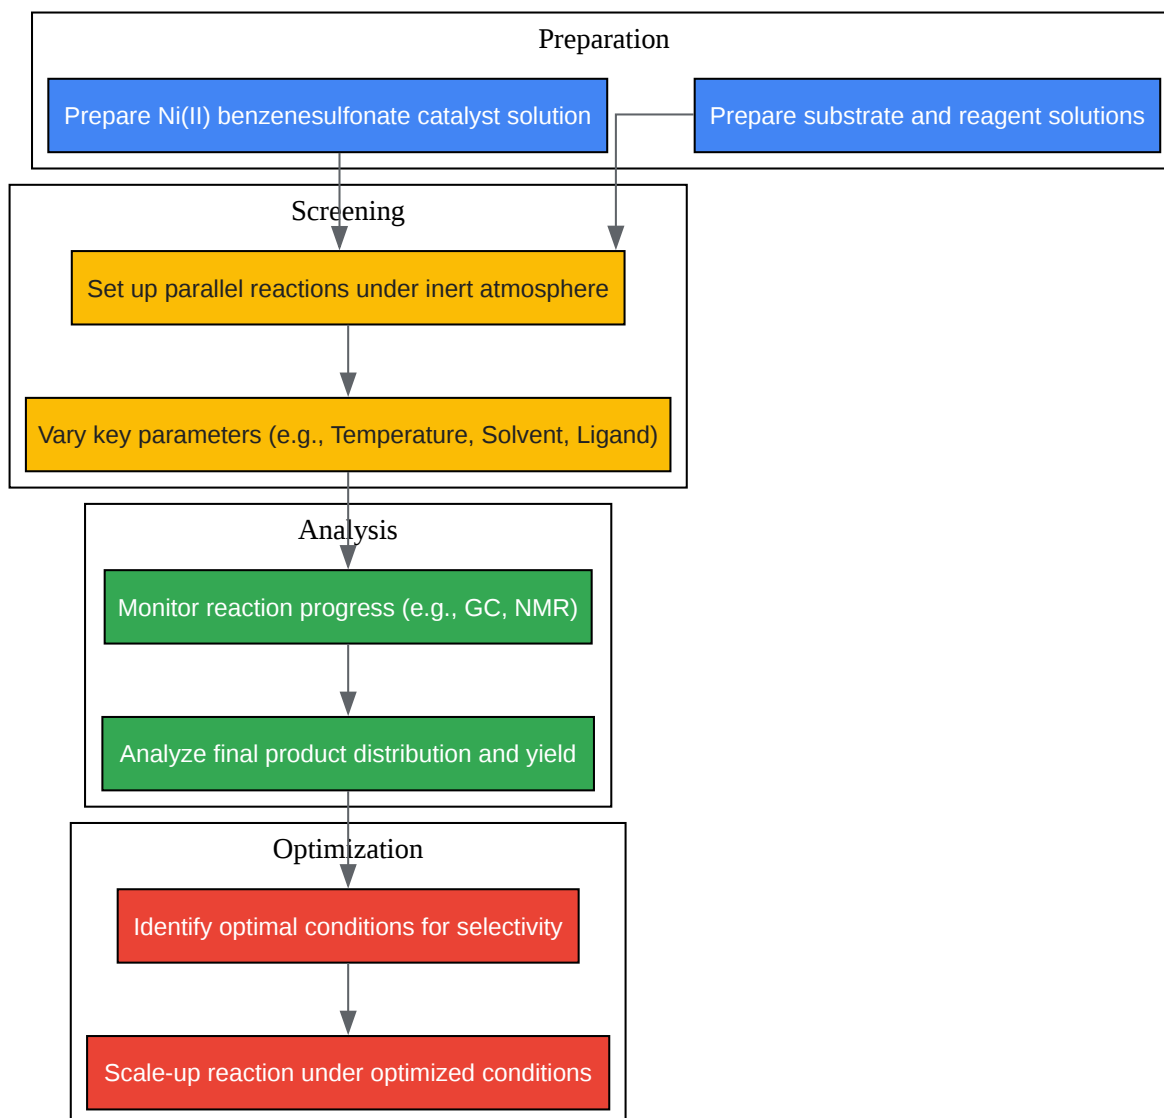 Preparation
Prepare Ni(II) benzenesulfonate catalyst solution
Prepare substrate and reagent solutions
Screening
Set up parallel reactions under inert atmosphere
Vary key parameters (e.g., Temperature, Solvent, Ligand)
Analysis
Monitor reaction progress (e.g., GC, NMR)
Analyze final product distribution and yield
Optimization
Identify optimal conditions for selectivity
Scale-up reaction under optimized conditions